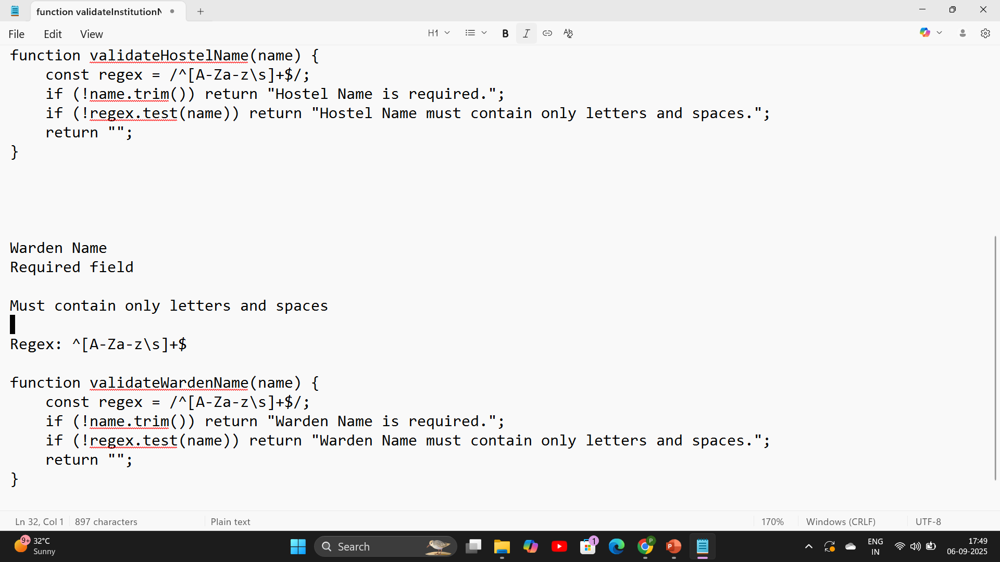 function validateInstitutionN
File
Edit
View
H1
B
I
function validateHostelName(name) {
    const regex = /^[A-Za-z\s]+$/;
    if (!name.trim()) return "Hostel Name is required.";
    if (!regex.test(name)) return "Hostel Name must contain only letters and spaces.";
    return "";
}
Warden Name
Required field
Must contain only letters and spaces
Regex: ^[A-Za-z\s]+$
function validateWardenName(name) {
    const regex = /^[A-Za-z\s]+$/;
    if (!name.trim()) return "Warden Name is required.";
    if (!regex.test(name)) return "Warden Name must contain only letters and spaces.";
    return "";
}
Ln 32, Col 1
897 characters
Plain text
170%
Windows (CRLF)
UTF-8
9+
32°C
Sunny
Search
1
P
P
ENG
IN
17:49
06-09-2025